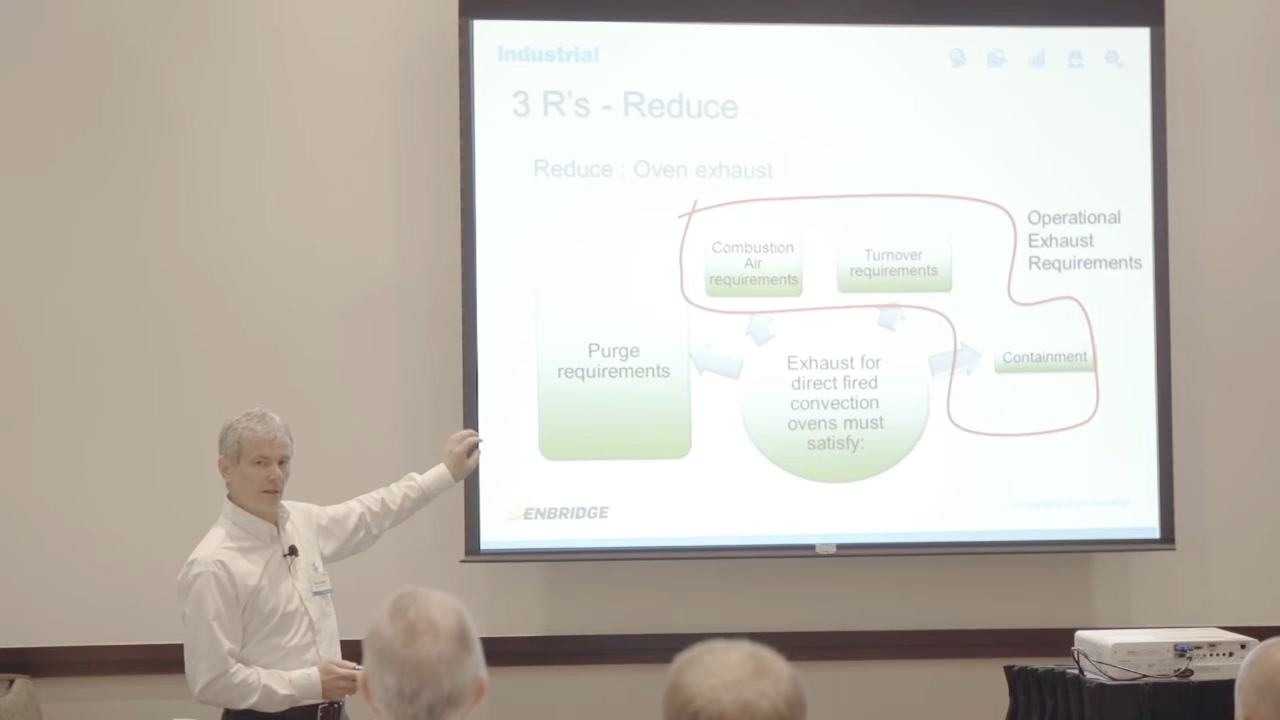 Industrial
3 R's - Reduce
Reduce : Oven exhaust
Operational
Exhaust
Requirements
Combustion
Air
requirements
Turnover
requirements
Purge
requirements
Exhaust for
direct fired
convection
ovens must
satisfy:
Containment
ENBRIDGE